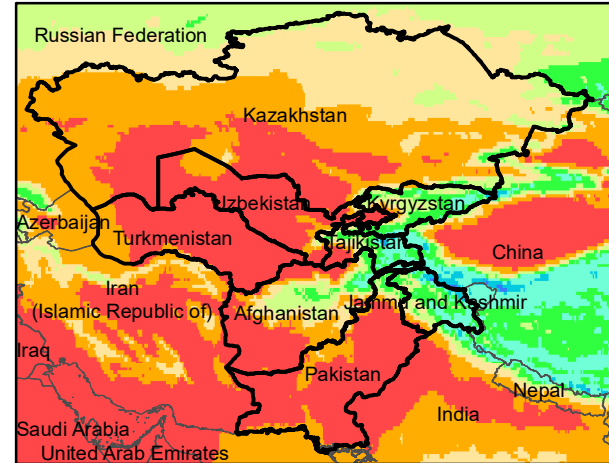 Russian Federation
Kazakhstan
Izbekistan
Kyrgyzstan
Azerbaijan
Turkmenistan
Tajikistan
China
Iran
(Islamic Republic of)
Afghanistan
Jammu and Kashmir
Iraq
Pakistan
Nepal
India
Saudi Arabia
United Arab Emirates